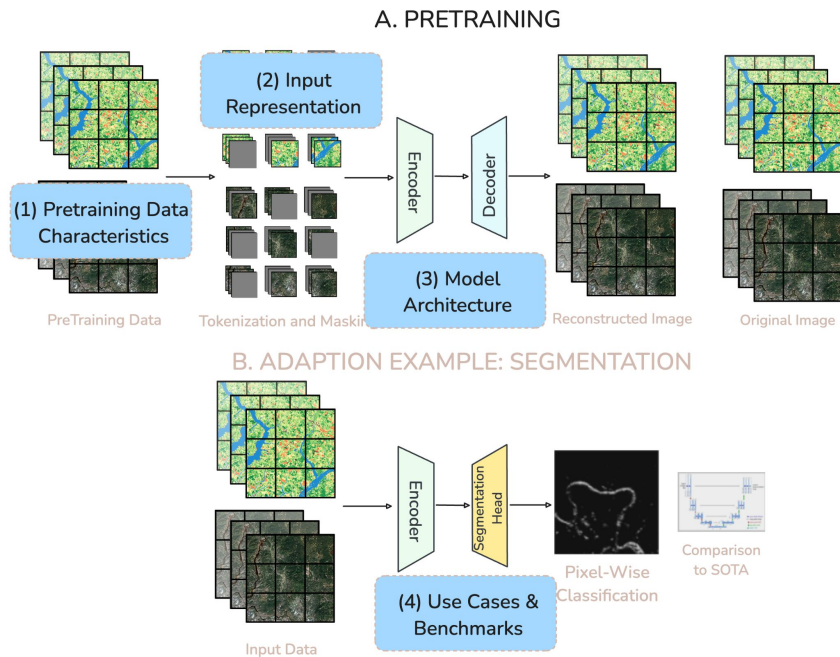 A. PRETRAINING
(2) Input
Representation
Encoder
Decoder
(1) Pretraining Data
Characteristics
(3) Model
Architecture
PreTraining Data
Tokenization and Maskin
Reconstructed Image
Original Image
B. ADAPTION EXAMPLE: SEGMENTATION
Encoder
Segmentation
Head
Pixel-Wise
Classification
Comparison
to SOTA
(4) Use Cases &
Benchmarks
Input Data